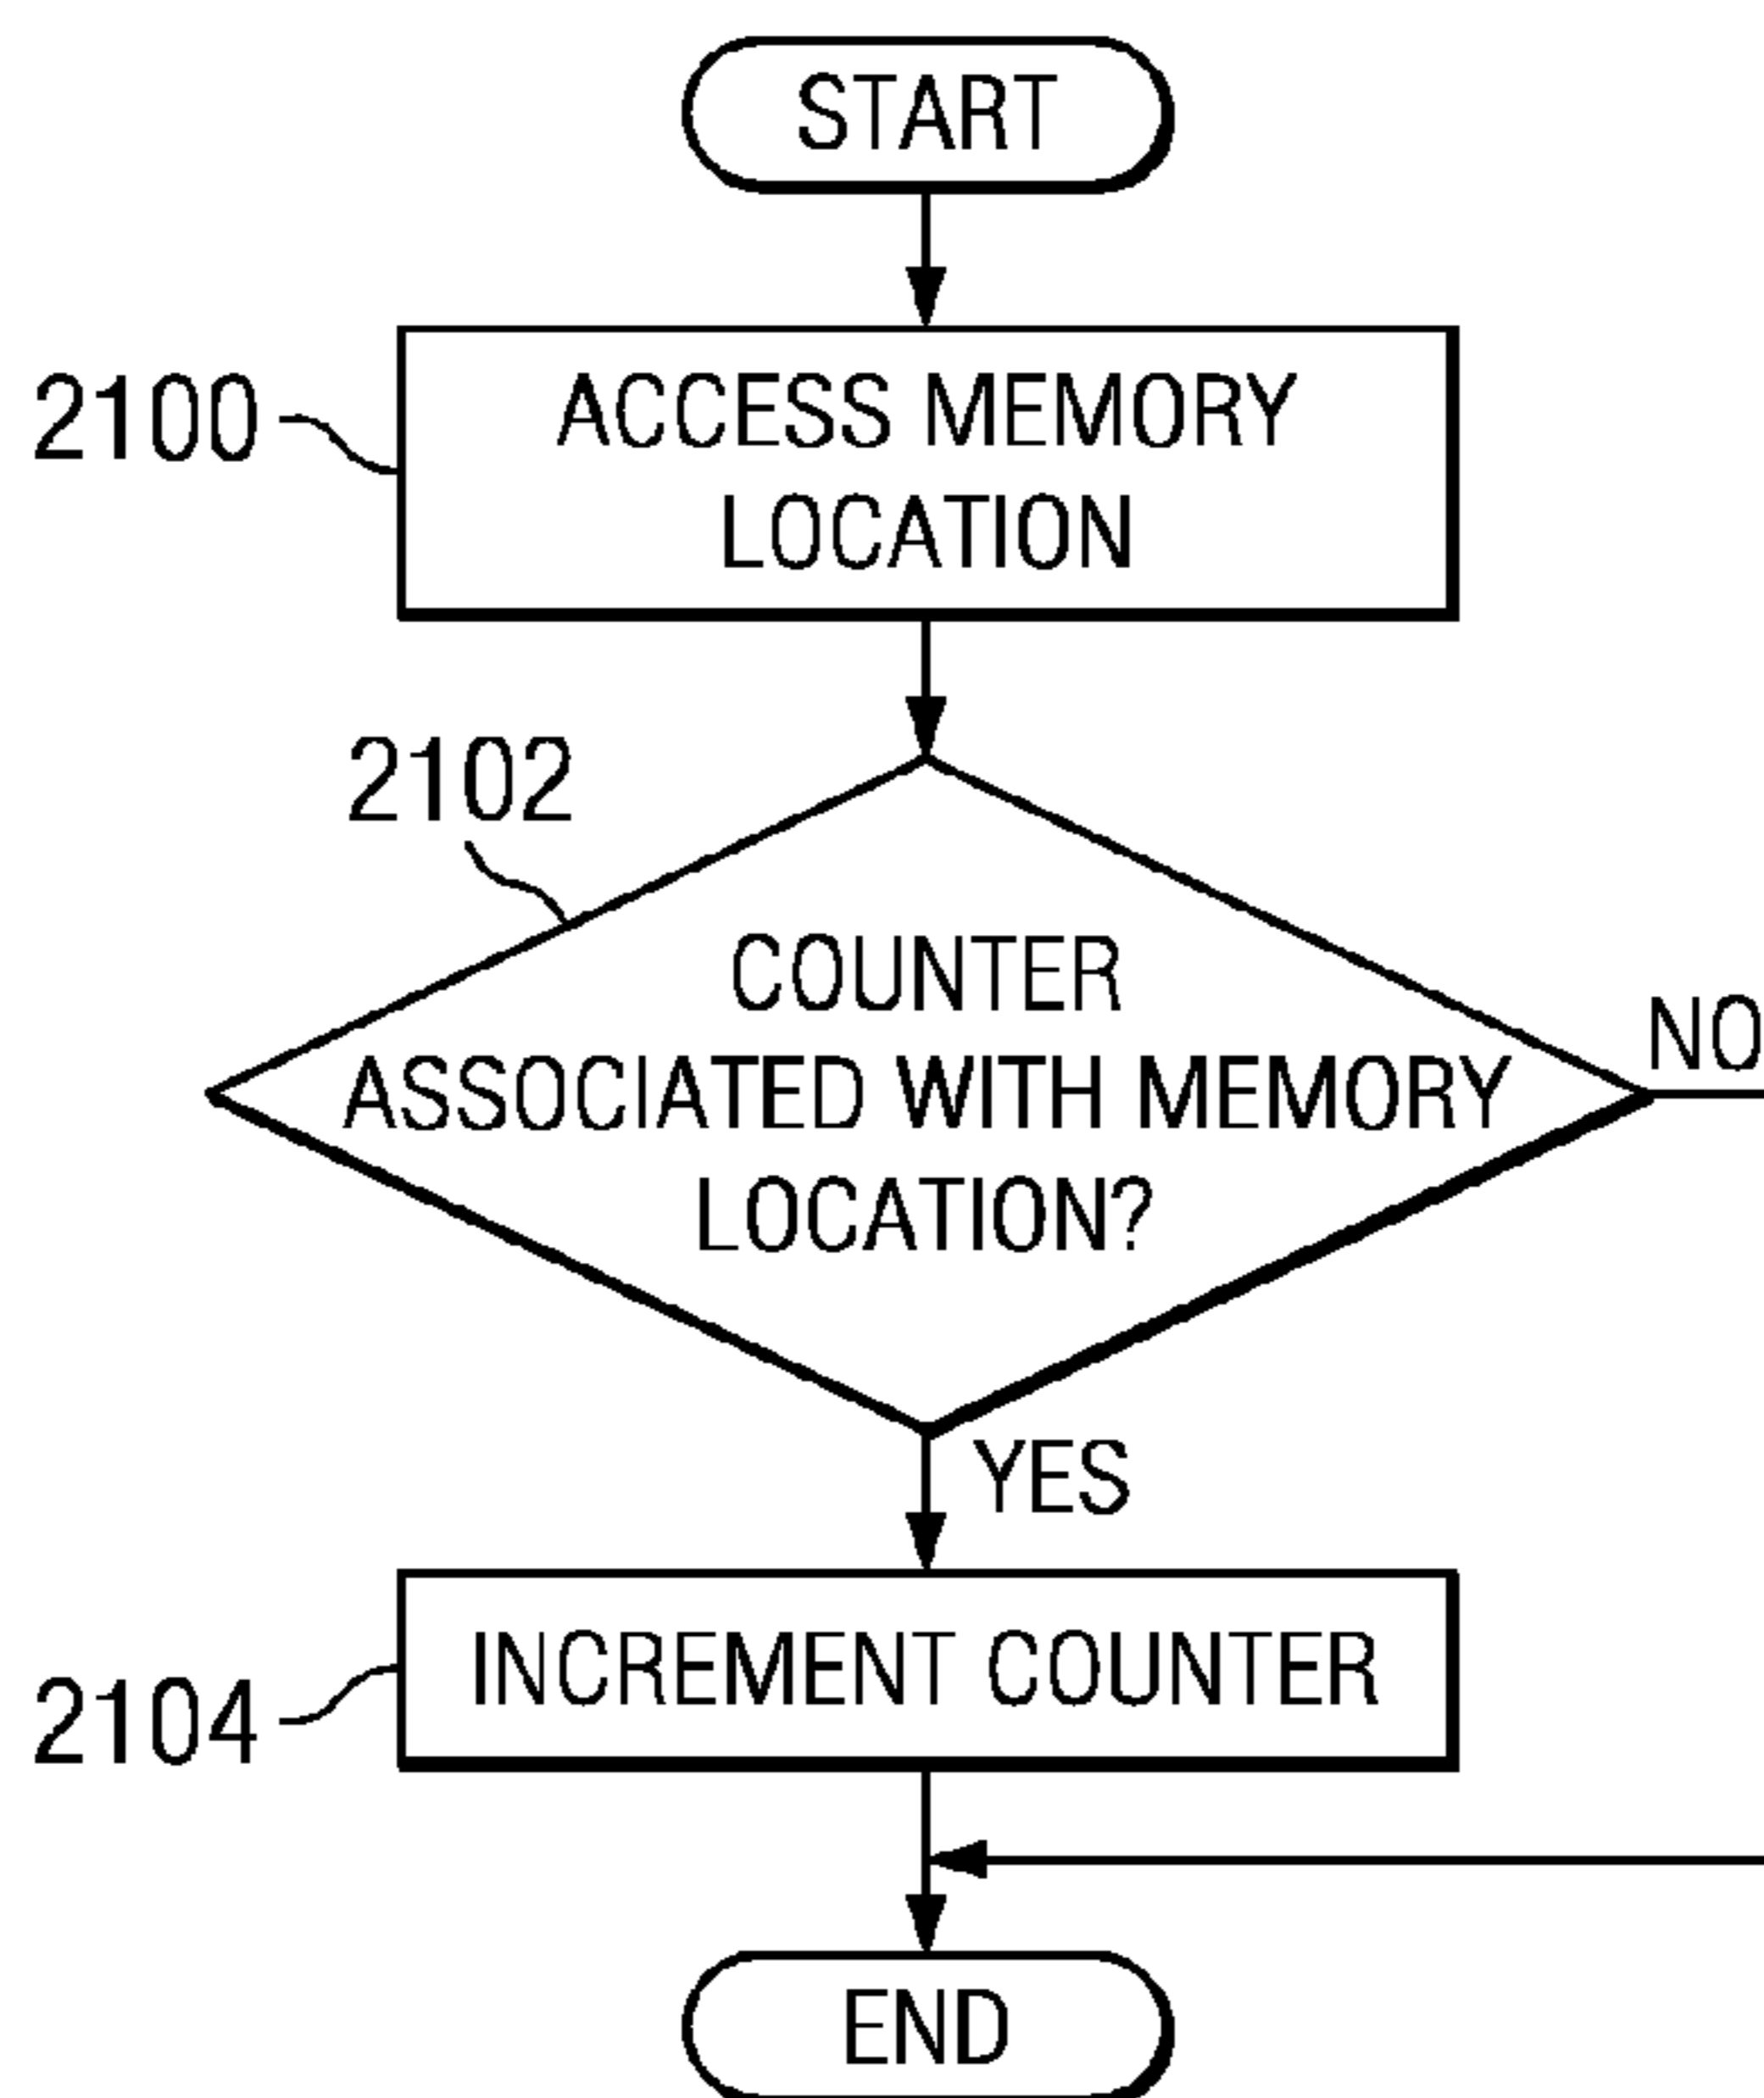 START
2100
ACCESS MEMORY
LOCATION
2102
COUNTER
ASSOCIATED WITH MEMORY
LOCATION?
NO
YES
2104
INCREMENT COUNTER
END